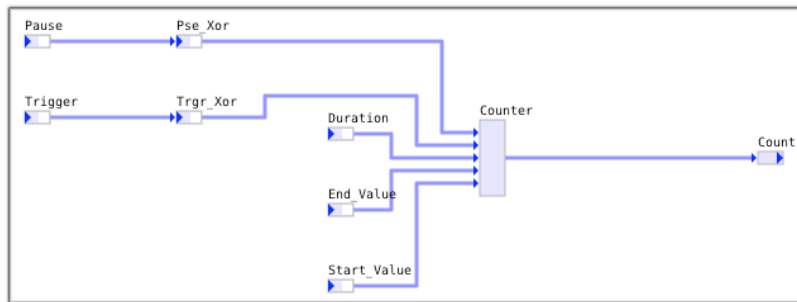 Pause
Pse_Xor
Trigger
Trgr_Xor
Duration
Counter
Count
End_Value
Start_Value